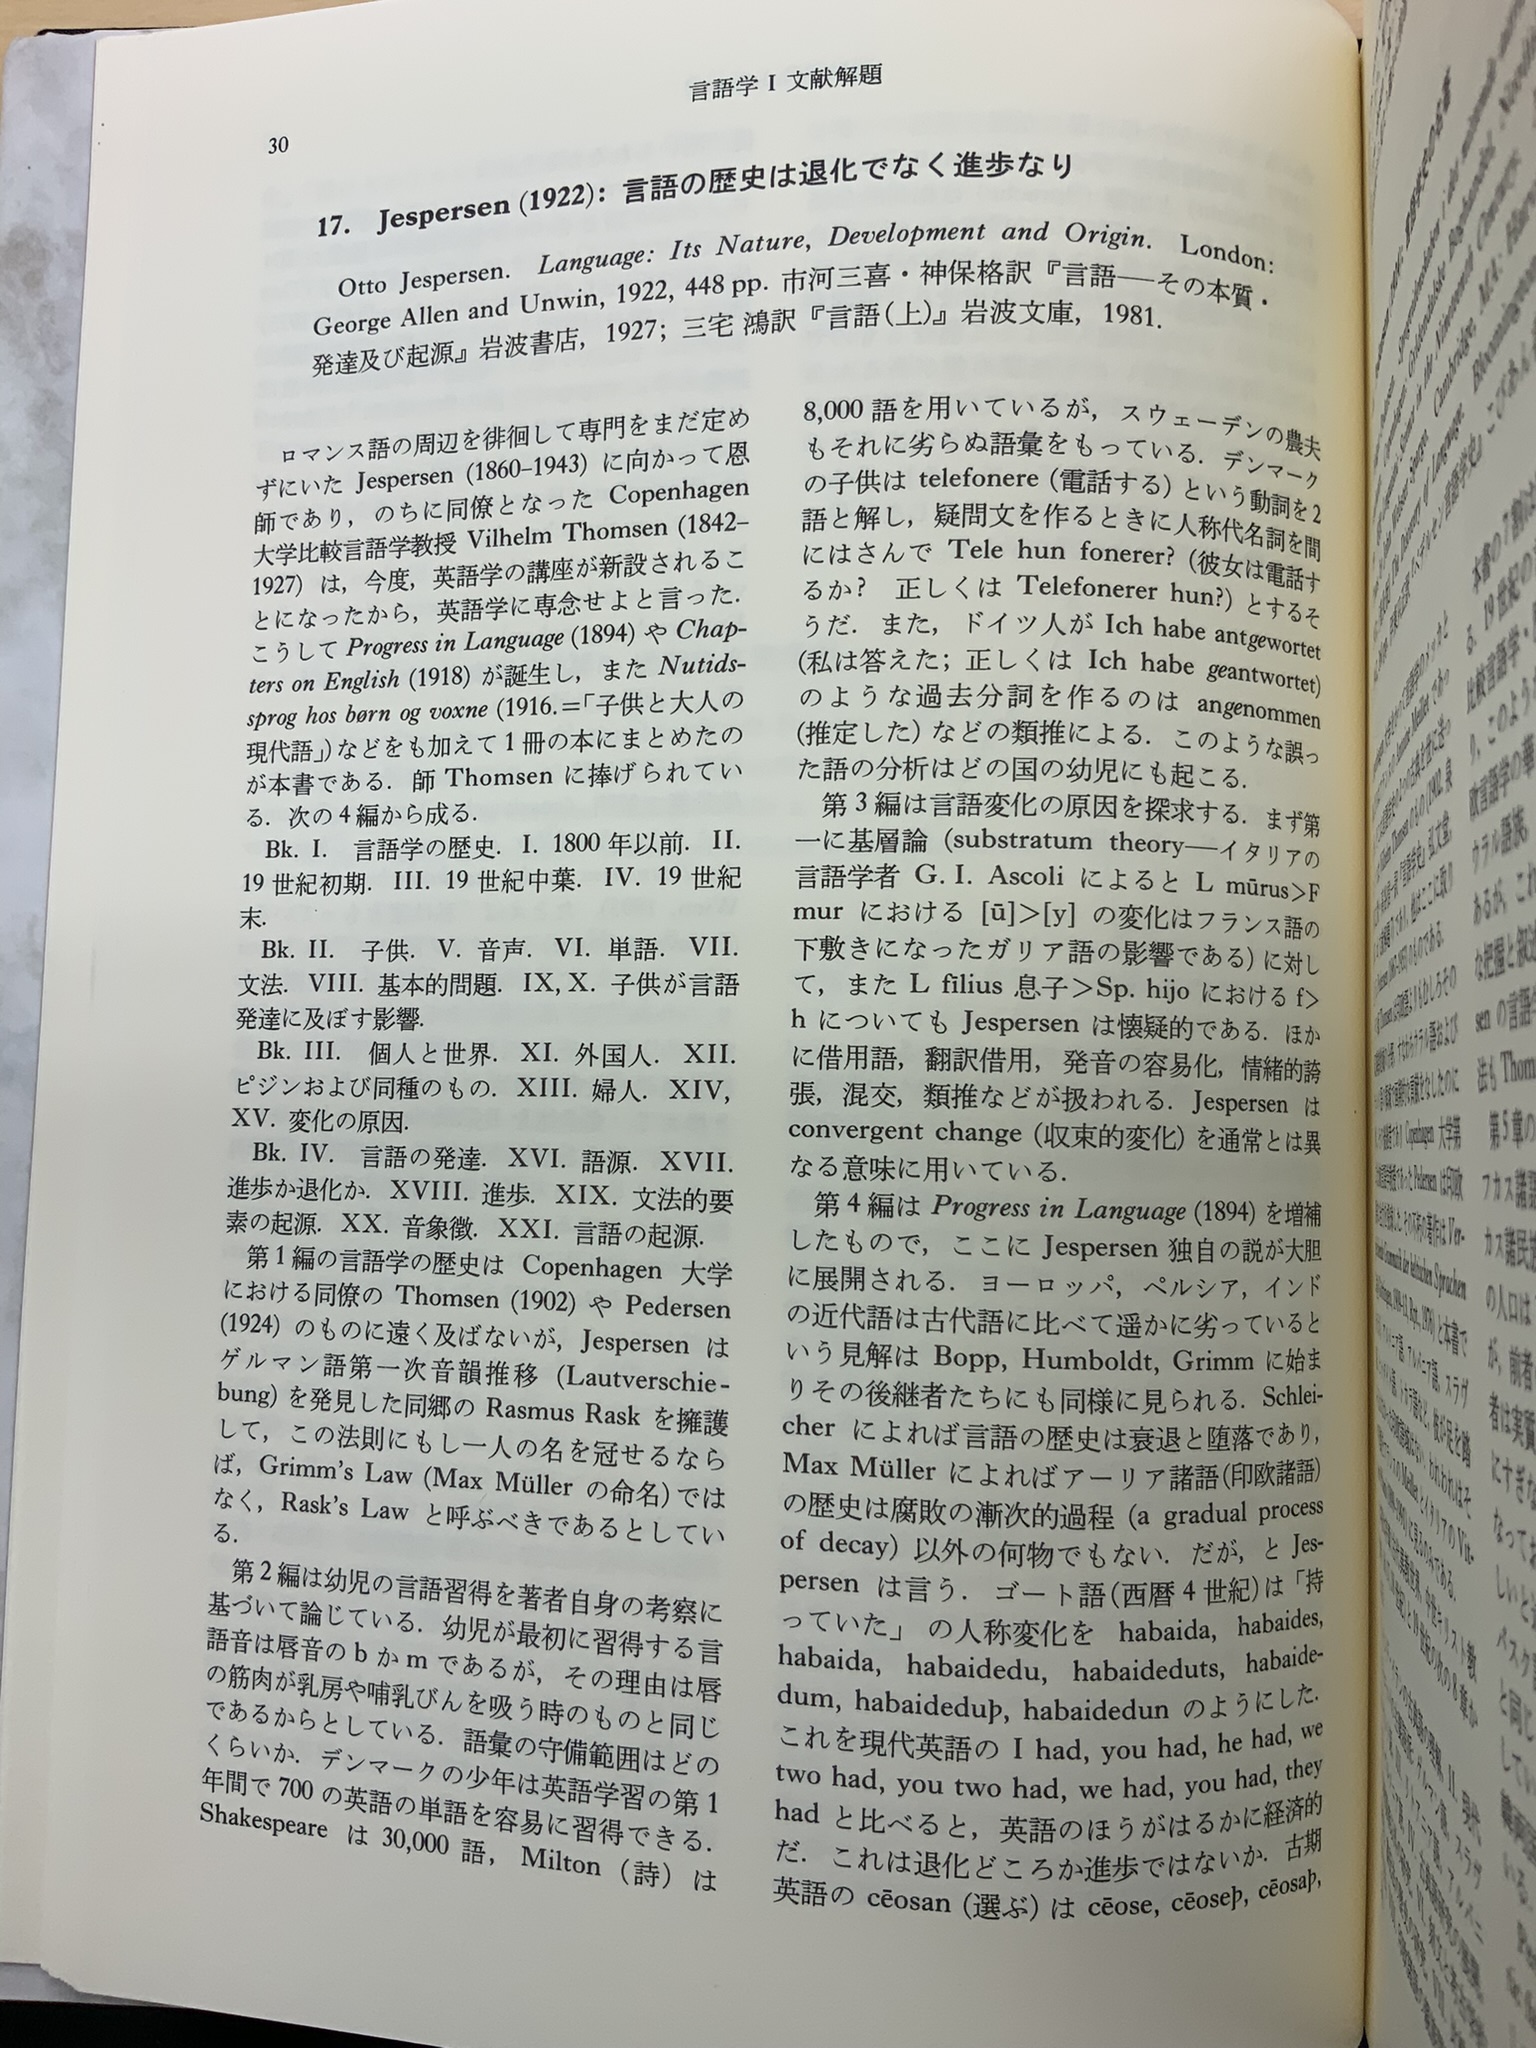 言語学 I 文献解題
30
17. Jespersen (1922): 言語の歴史は退化でなく進歩なり
Otto Jespersen. Language: Its Nature, Development and Origin. London:
George Allen and Unwin, 1922, 448 pp. 市河三喜・神保格訳『言語──その本質・
発達及び起源』岩波書店, 1927; 三宅 鴻訳『言語(上)』岩波文庫, 1981.
ロマンス語の周辺を徘徊して専門をまだ定め
ずにいた Jespersen (1860–1943) に向かって恩
師であり, のちに同僚となった Copenhagen
大学比較言語学教授 Vilhelm Thomsen (1842–
1927) は, 今度, 英語学の講座が新設されるこ
とになったから, 英語学に専念せよと言った.
こうして Progress in Language (1894) や Chap-
ters on English (1918) が誕生し, また Nutids-
sprog hos børn og voxne (1916.=「子供と大人の
現代語」)などをも加えて 1 冊の本にまとめたの
が本書である. 師 Thomsen に捧げられてい
る. 次の 4 編から成る.
Bk. I. 言語学の歴史. I. 1800 年以前. II.
19 世紀初期. III. 19 世紀中葉. IV. 19 世紀
末.
Bk. II. 子供. V. 音声. VI. 単語. VII.
文法. VIII. 基本的問題. IX, X. 子供が言語
発達に及ぼす影響.
Bk. III. 個人と世界. XI. 外国人. XII.
ピジンおよび同種のもの. XIII. 婦人. XIV,
XV. 変化の原因.
Bk. IV. 言語の発達. XVI. 語源. XVII.
進歩か退化か. XVIII. 進歩. XIX. 文法的要
素の起源. XX. 音象徴. XXI. 言語の起源.
第 1 編の言語学の歴史は Copenhagen 大学
における同僚の Thomsen (1902) や Pedersen
(1924) のものに遠く及ばないが, Jespersen は
ゲルマン語第一次音韻推移 (Lautverschie-
bung) を発見した同郷の Rasmus Rask を擁護
して, この法則にもし一人の名を冠せるなら
ば, Grimm's Law (Max Müller の命名)では
なく, Rask's Law と呼ぶべきであるとしてい
る.
第 2 編は幼児の言語習得を著者自身の考察に
基づいて論じている. 幼児が最初に習得する言
語音は唇音の b か m であるが, その理由は唇
の筋肉が乳房や哺乳びんを吸う時のものと同じ
であるからとしている. 語彙の守備範囲はどの
くらいか. デンマークの少年は英語学習の第 1
年間で 700 の英語の単語を容易に習得できる.
Shakespeare は 30,000 語, Milton (詩) は
8,000 語を用いているが, スウェーデンの農夫
もそれに劣らぬ語彙をもっている. デンマーク
の子供は telefonere (電話する) という動詞を 2
語と解し, 疑問文を作るときに人称代名詞を間
にはさんで Tele hun fonerer? (彼女は電話す
るか? 正しくは Telefonerer hun?) とするそ
うだ. また, ドイツ人が Ich habe antgewortet
(私は答えた; 正しくは Ich habe geantwortet)
のような過去分詞を作るのは angenommen
(推定した) などの類推による. このような誤っ
た語の分析はどの国の幼児にも起こる.
第 3 編は言語変化の原因を探求する. まず第
一に基層論 (substratum theory──イタリアの
言語学者 G. I. Ascoli によると L mūrus>F
mur における [ū]>[y] の変化はフランス語の
下敷きになったガリア語の影響である) に対し
て, また L filius 息子>Sp. hijo における f>
h についても Jespersen は懐疑的である. ほか
に借用語, 翻訳借用, 発音の容易化, 情緒的誇
張, 混交, 類推などが扱われる. Jespersen は
convergent change (収束的変化) を通常とは異
なる意味に用いている.
第 4 編は Progress in Language (1894) を増補
したもので, ここに Jespersen 独自の説が大胆
に展開される. ヨーロッパ, ペルシア, インド
の近代語は古代語に比べて遥かに劣っていると
いう見解は Bopp, Humboldt, Grimm に始ま
りその後継者たちにも同様に見られる. Schlei-
cher によれば言語の歴史は衰退と堕落であり,
Max Müller によればアーリア諸語(印欧諸語)
の歴史は腐敗の漸次的過程 (a gradual process
of decay) 以外の何物でもない. だが, と Jes-
persen は言う. ゴート語(西暦 4 世紀)は「持
っていた」の人称変化を habaida, habaides,
habaida, habaidedu, habaideduts, habaide-
dum, habaideduþ, habaidedun のようにした.
これを現代英語の I had, you had, he had, we
two had, you two had, we had, you had, they
had と比べると, 英語のほうがはるかに経済的
だ. これは退化どころか進歩ではないか. 古期
英語の cēosan (選ぶ) は cēose, cēoseþ, cēosaþ,